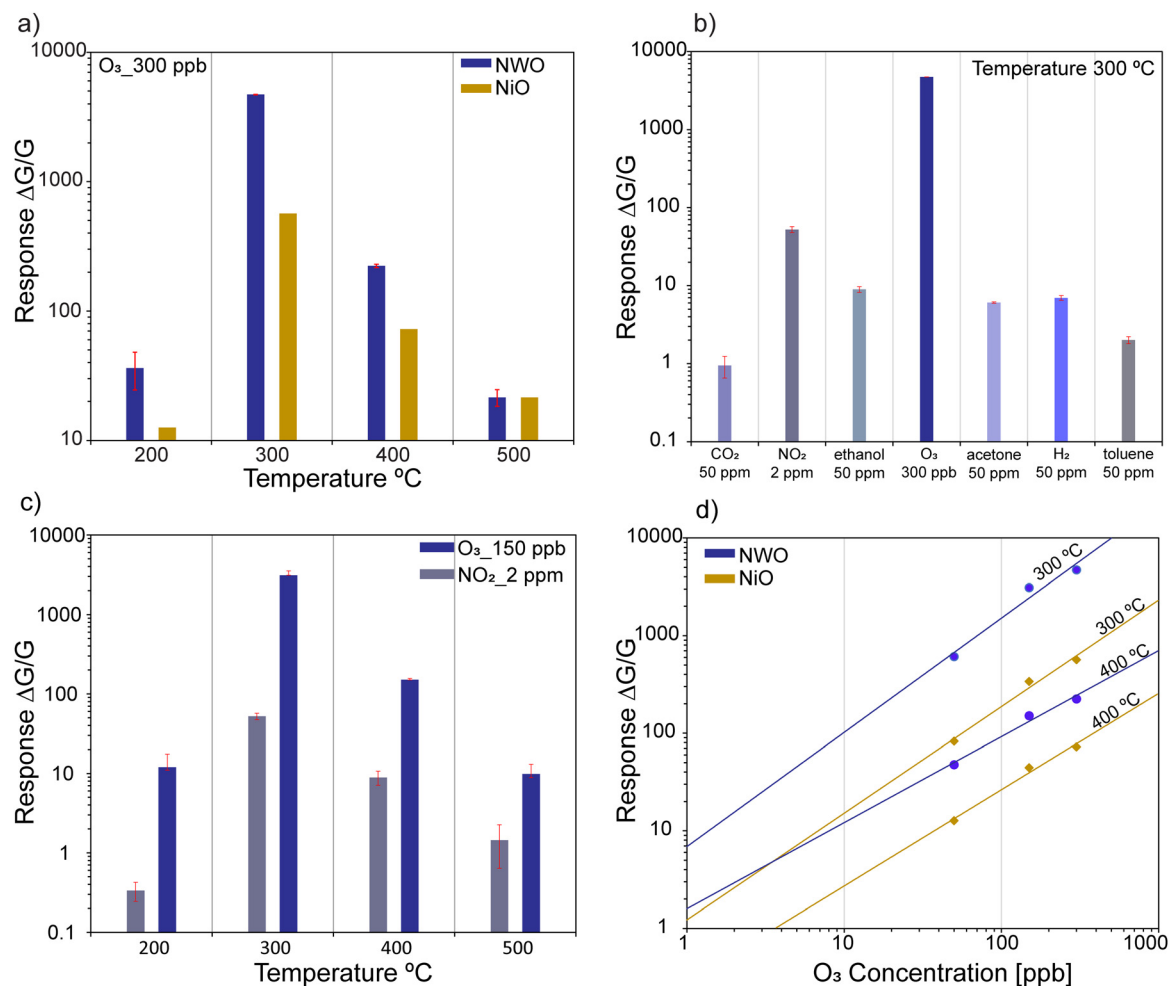 a)
O₃_300 ppb
NWO
NiO
10000
1000
100
10
Response ΔG/G
200 300 400 500
Temperature ºC
b)
Temperature 300 ºC
10000
1000
100
10
1
0.1
Response ΔG/G
CO₂ NO₂ ethanol O₃ acetone H₂ toluene
50 ppm 2 ppm 50 ppm 300 ppb 50 ppm 50 ppm 50 ppm
c)
O₃_150 ppb
NO₂_2 ppm
10000
1000
100
10
1
0.1
Response ΔG/G
200 300 400 500
Temperature ºC
d)
NWO
NiO
300 ºC
300 ºC
400 ºC
400 ºC
10000
1000
100
10
1
Response ΔG/G
1 10 100 1000
O₃ Concentration [ppb]